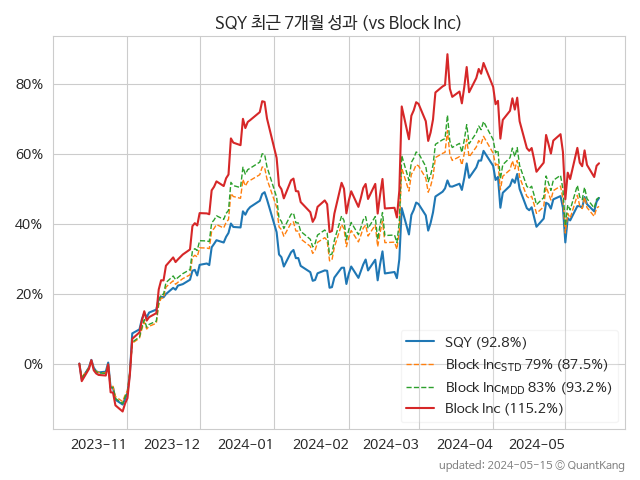 SQY 최근 7개월 성과 (vs Block Inc)
80%
60%
40%
20%
0%
SQY (92.8%)
Block Inc_STD 79% (87.5%)
Block Inc_MDD 83% (93.2%)
Block Inc (115.2%)
2023-11 2023-12 2024-01 2024-02 2024-03 2024-04 2024-05
updated: 2024-05-15 © QuantKang